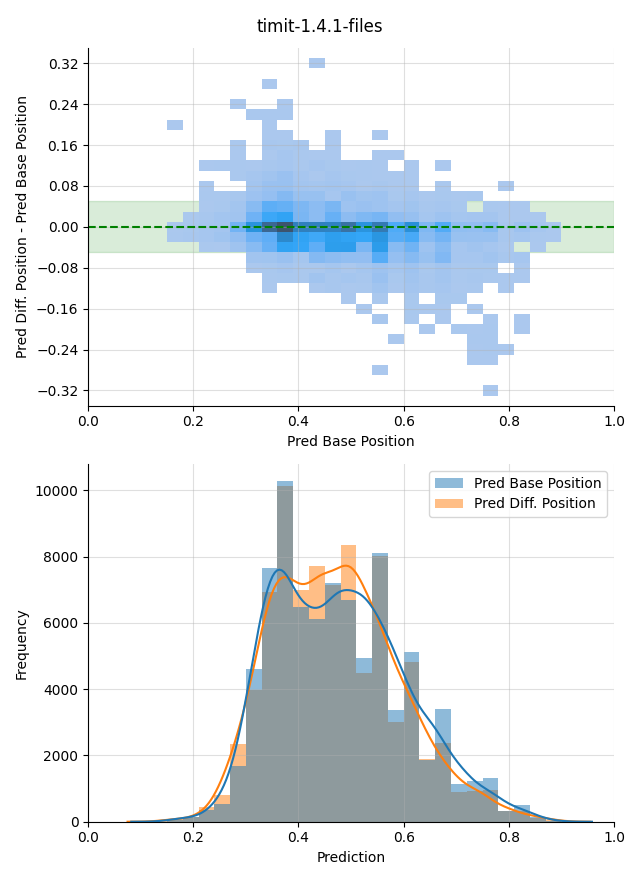 timit-1.4.1-files
Pred Diff. Position - Pred Base Position
0.32
0.24
0.16
0.08
0.00
−0.08
−0.16
−0.24
−0.32
0.0 0.2 0.4 0.6 0.8 1.0
Pred Base Position
Pred Base Position
Pred Diff. Position
Frequency
10000
8000
6000
4000
2000
0
0.0 0.2 0.4 0.6 0.8 1.0
Prediction